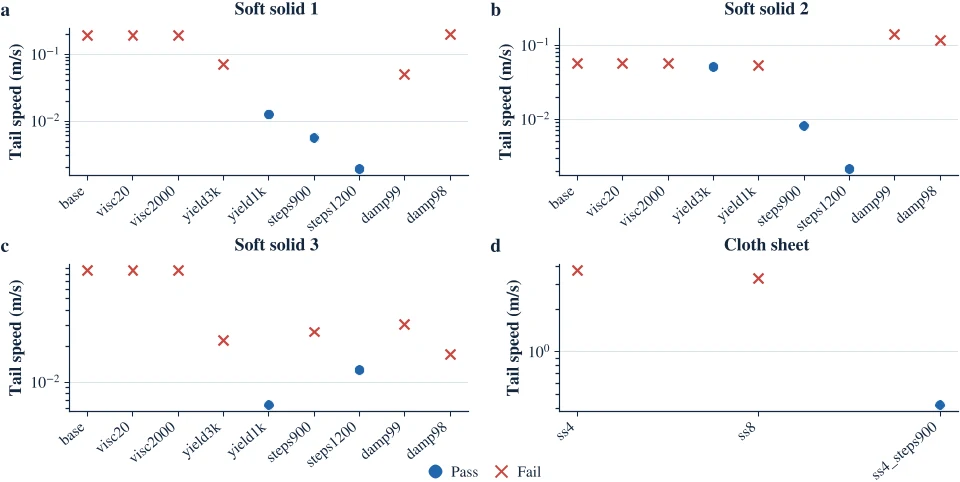 a
Soft solid 1
Tail speed (m/s)
10⁻¹
10⁻²
base
visc20
visc2000
yield3k
yield1k
steps900
steps1200
damp99
damp98
b
Soft solid 2
Tail speed (m/s)
10⁻¹
10⁻²
base
visc20
visc2000
yield3k
yield1k
steps900
steps1200
damp99
damp98
c
Soft solid 3
Tail speed (m/s)
10⁻²
base
visc20
visc2000
yield3k
yield1k
steps900
steps1200
damp99
damp98
d
Cloth sheet
Tail speed (m/s)
10⁰
ss4
ss8
ss4_steps900
Pass
Fail